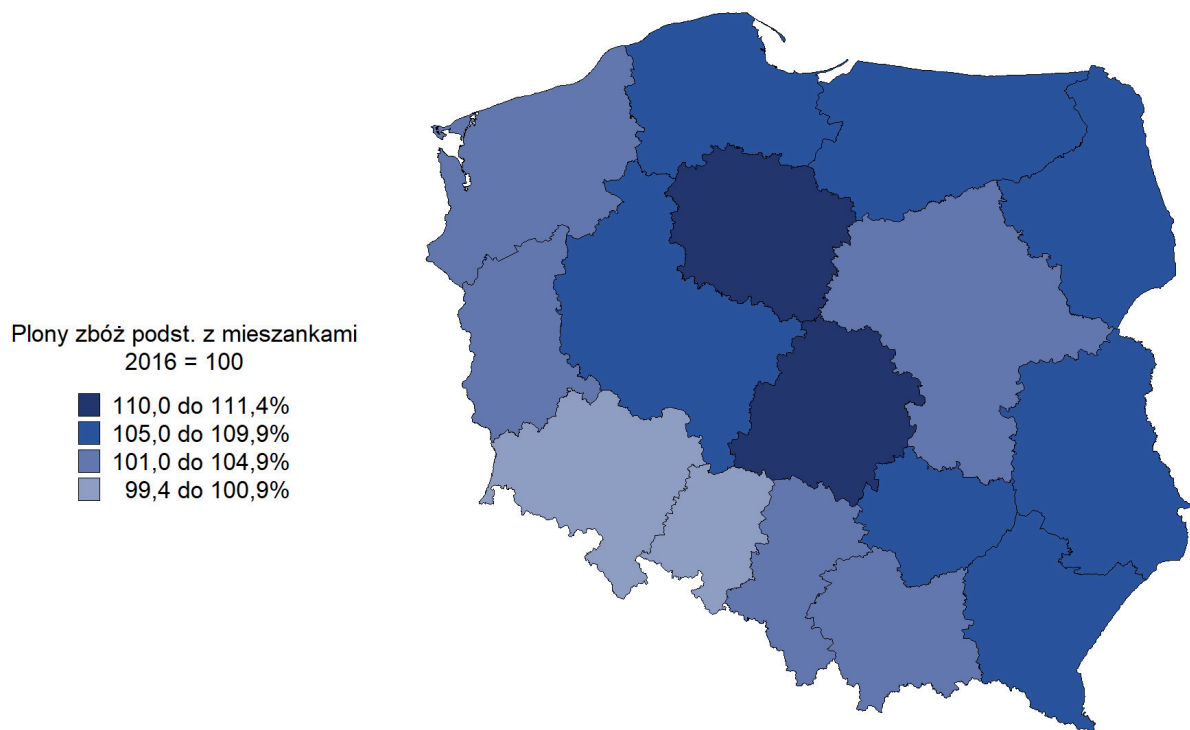 Plony zbóż podst. z mieszankami
2016 = 100
110,0 do 111,4%
105,0 do 109,9%
101,0 do 104,9%
99,4 do 100,9%